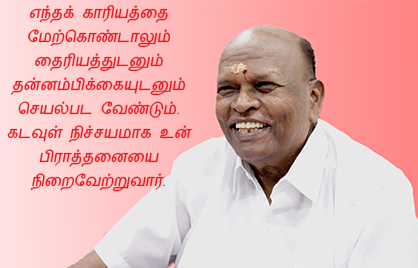 எந்தக் காரியத்தை
மேற்கொண்டாலும்
தைரியத்துடனும்
தன்னம்பிக்கையுடனும்
செயல்பட வேண்டும்.
கடவுள் நிச்சயமாக உன்
பிராத்தனையை
நிறைவேற்றுவார்.